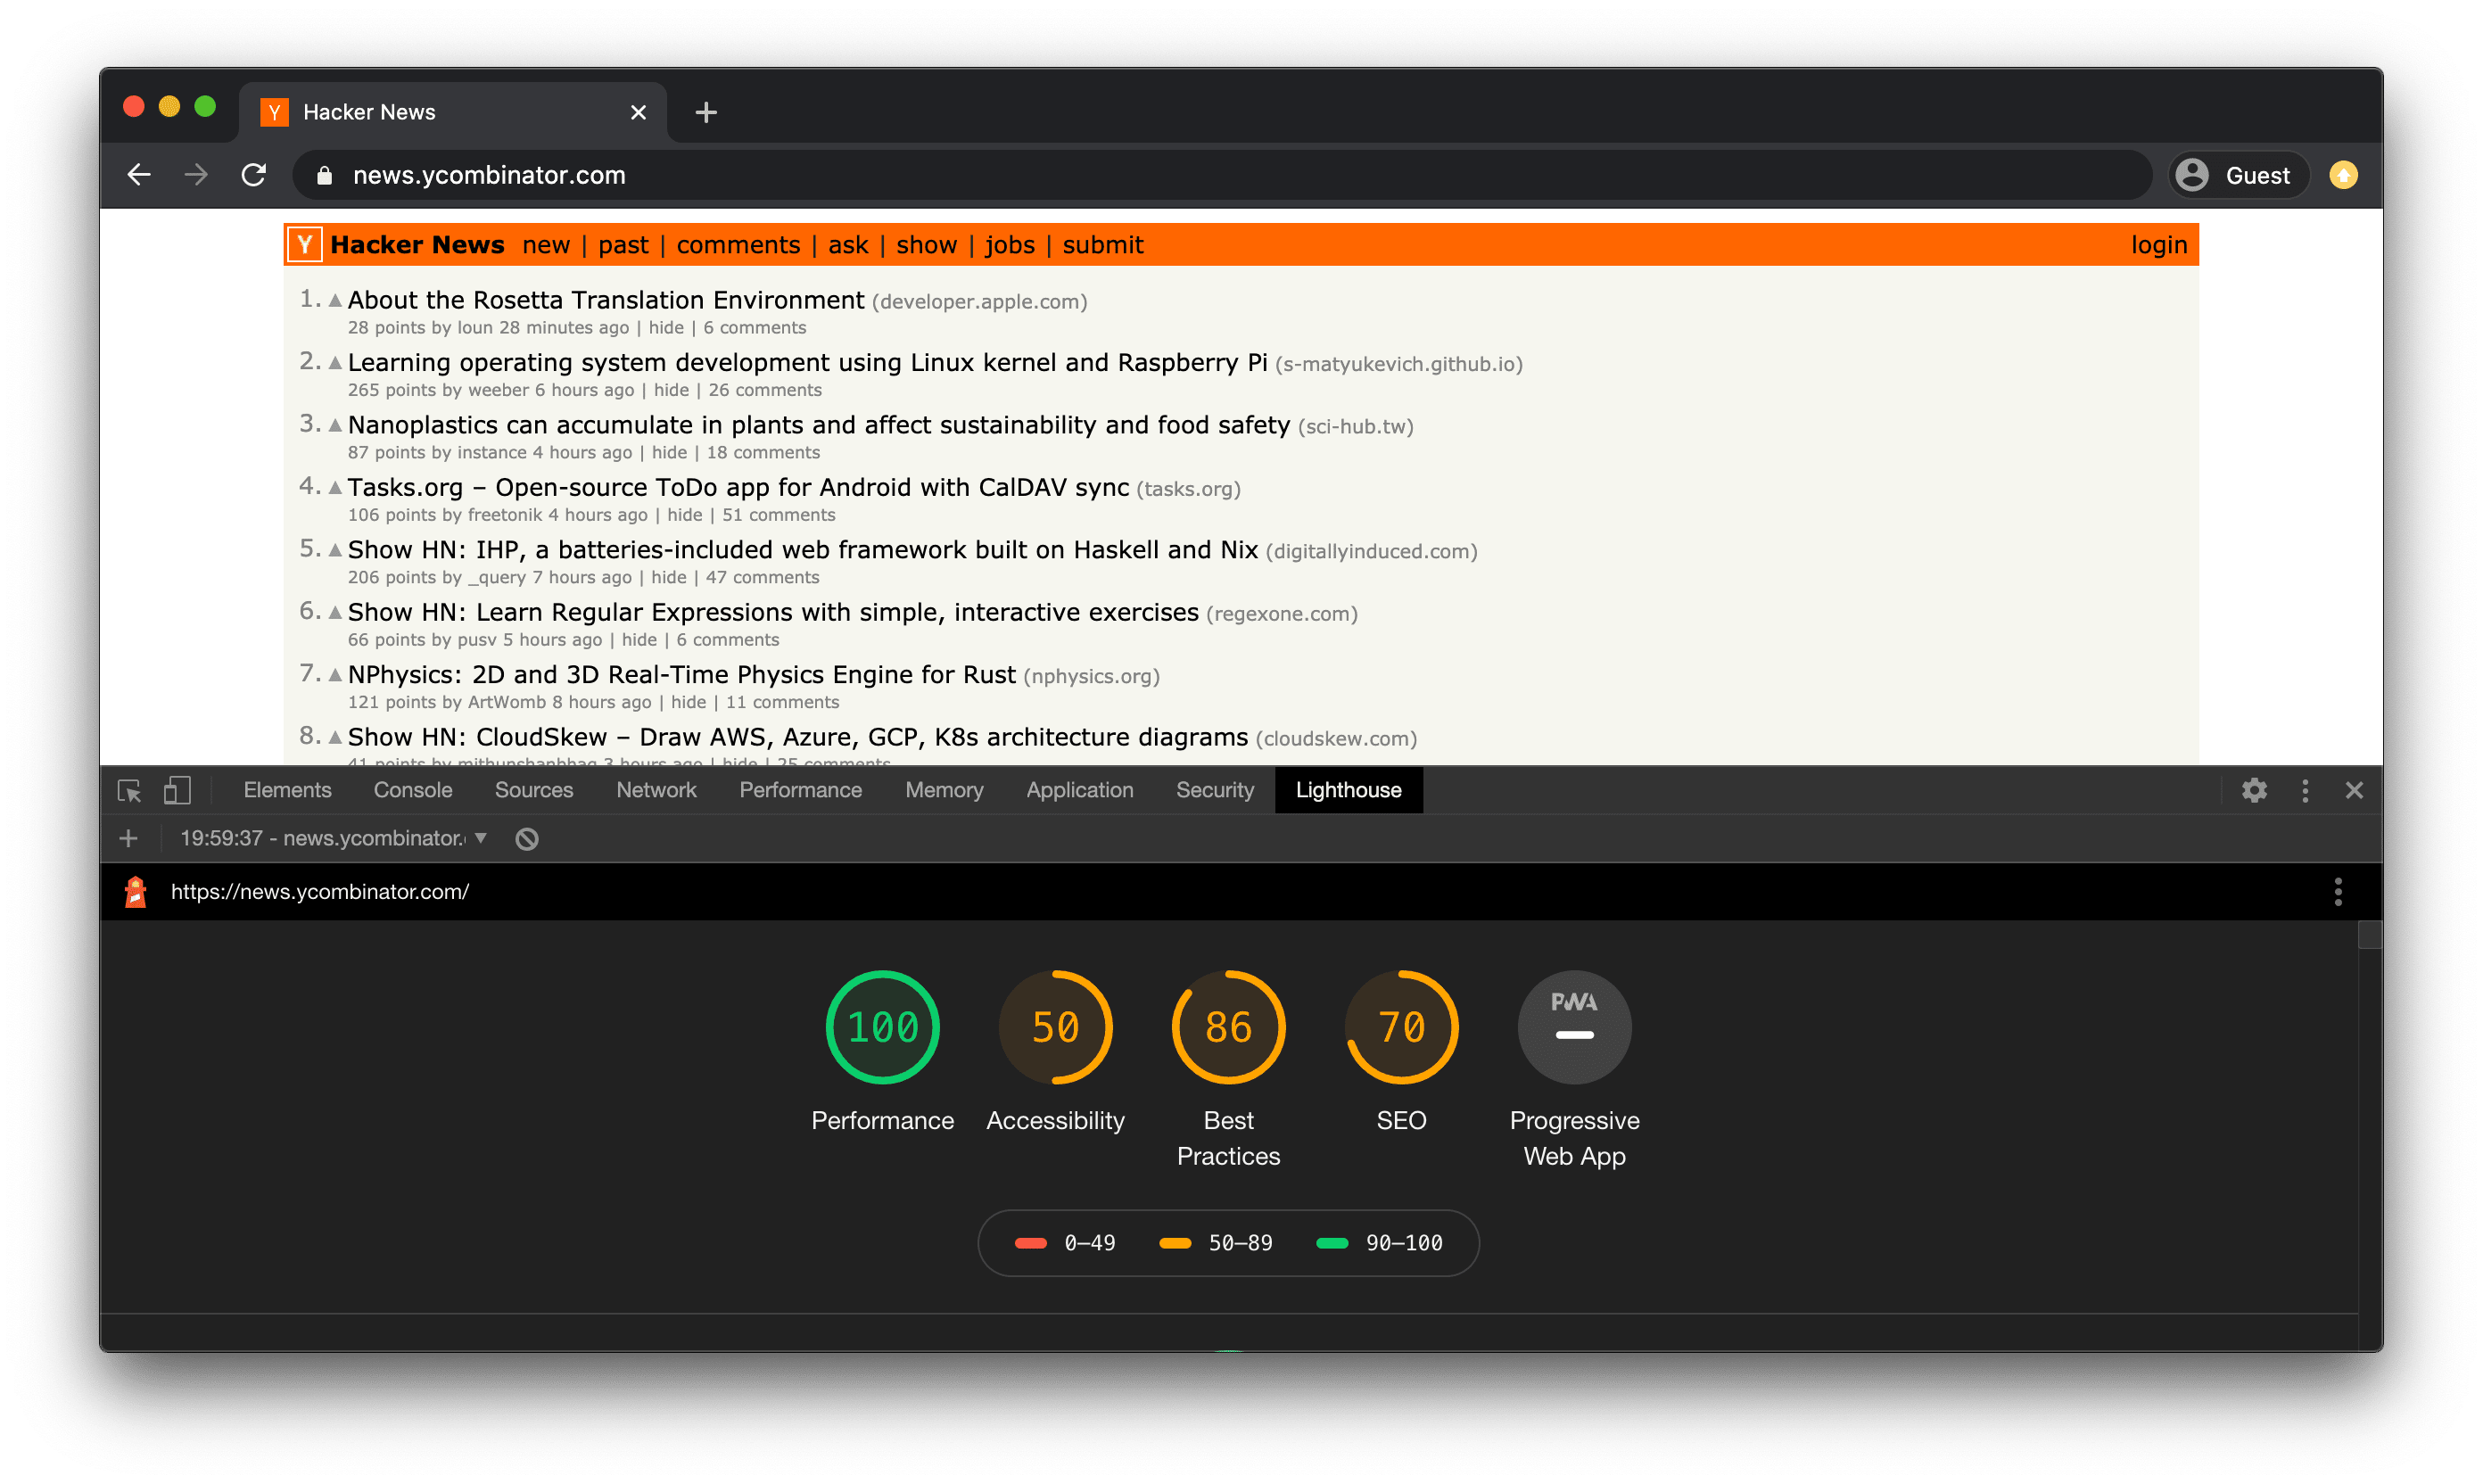 Y Hacker News
news.ycombinator.com Guest
Y Hacker News new | past | comments | ask | show | jobs | submit login
1. About the Rosetta Translation Environment (developer.apple.com)
28 points by loun 28 minutes ago | hide | 6 comments
2. Learning operating system development using Linux kernel and Raspberry Pi (s-matyukevich.github.io)
265 points by weeber 6 hours ago | hide | 26 comments
3. Nanoplastics can accumulate in plants and affect sustainability and food safety (sci-hub.tw)
87 points by instance 4 hours ago | hide | 18 comments
4. Tasks.org – Open-source ToDo app for Android with CalDAV sync (tasks.org)
106 points by freetonik 4 hours ago | hide | 51 comments
5. Show HN: IHP, a batteries-included web framework built on Haskell and Nix (digitallyinduced.com)
206 points by _query 7 hours ago | hide | 47 comments
6. Show HN: Learn Regular Expressions with simple, interactive exercises (regexone.com)
66 points by pusv 5 hours ago | hide | 6 comments
7. NPhysics: 2D and 3D Real-Time Physics Engine for Rust (nphysics.org)
121 points by ArtWomb 8 hours ago | hide | 11 comments
8. Show HN: CloudSkew – Draw AWS, Azure, GCP, K8s architecture diagrams (cloudskew.com)
41 points by mithunshanbhag 3 hours ago | hide | 25 comments
Elements Console Sources Network Performance Memory Application Security Lighthouse
19:59:37 - news.ycombinator.
https://news.ycombinator.com/
100 50 86 70 PWA
Performance Accessibility Best Practices SEO Progressive Web App
0–49 50–89 90–100